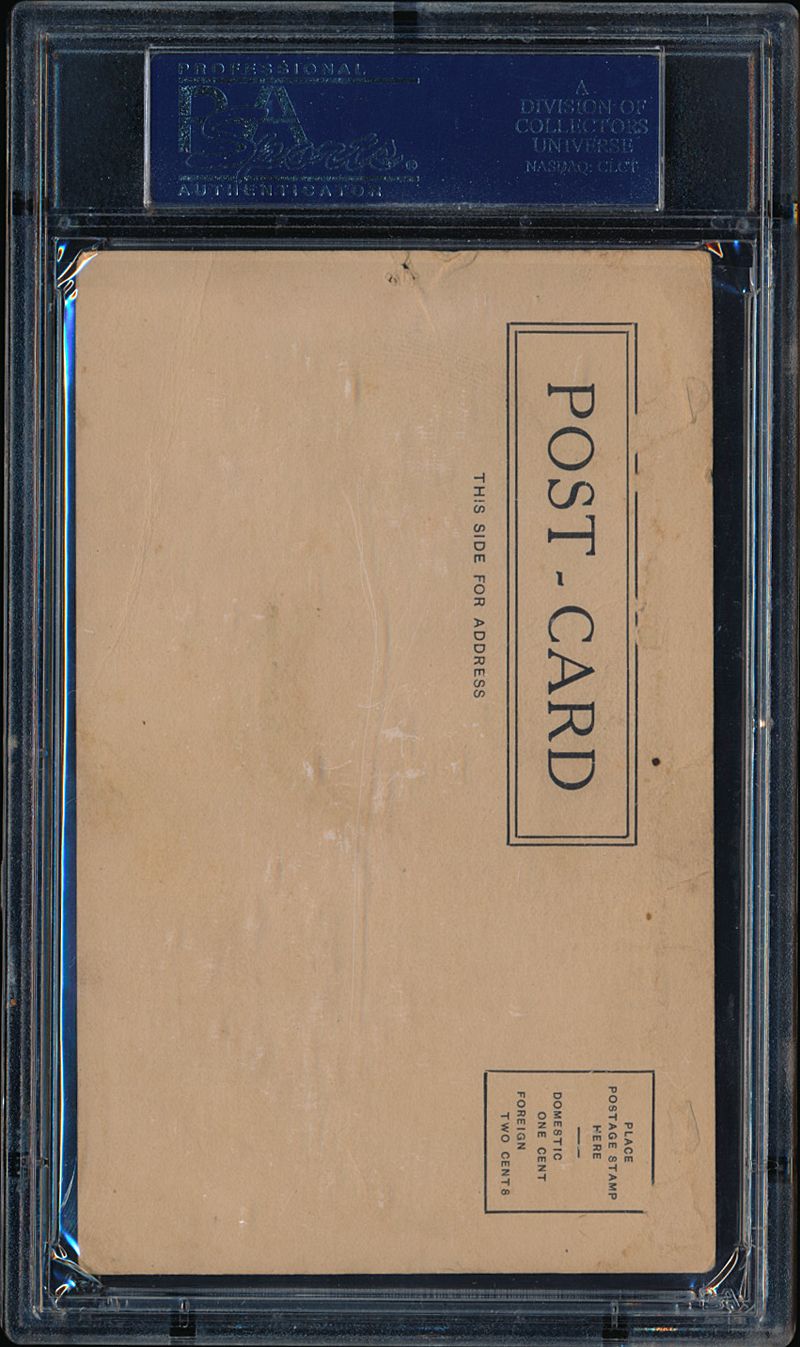 PROFESSIONAL
PSA
Sports®
AUTHENTICATOR
A
DIVISION OF
COLLECTORS
UNIVERSE
NASDAQ: CLCT
POST-CARD
THIS SIDE FOR ADDRESS
PLACE
POSTAGE STAMP
HERE
DOMESTIC
ONE CENT
FOREIGN
TWO CENTS